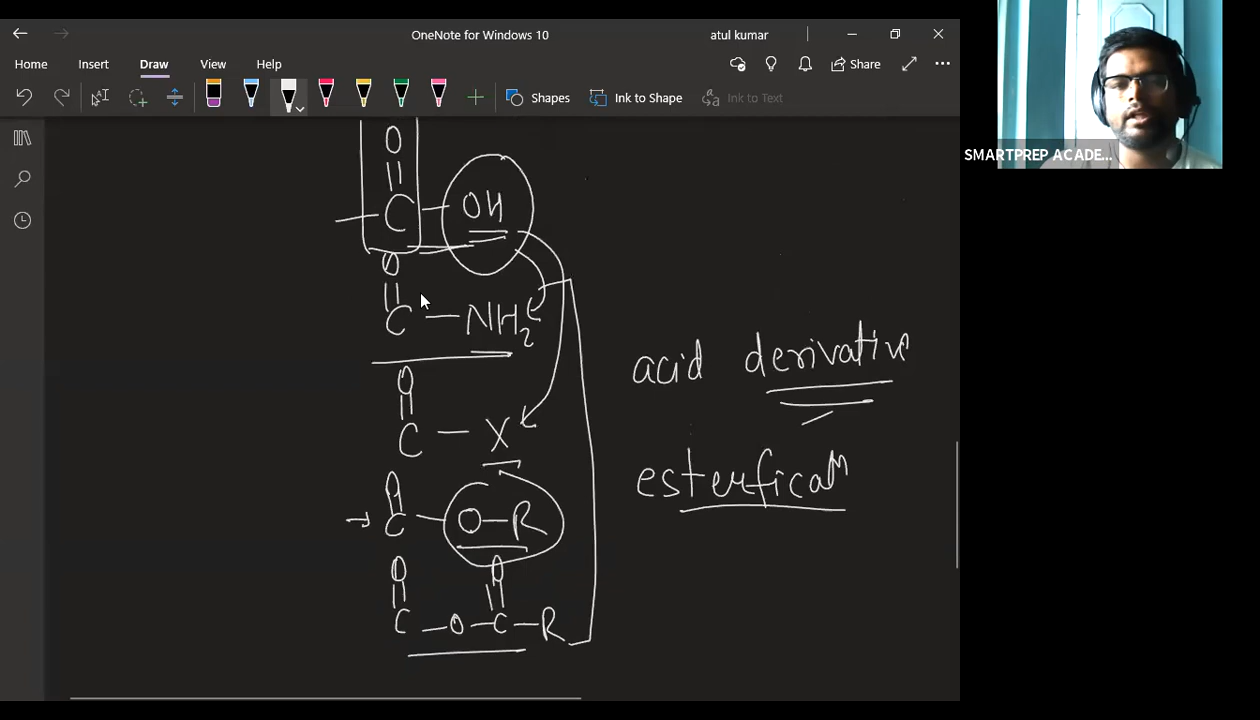 OneNote for Windows 10
atul kumar
Home Insert Draw View Help
Share
Shapes
Ink to Shape
Ink to Text
SMARTPREP ACADE...
O
C - OH
O
C - NH2
O
C - X
acid derivative
O
→ C - O - R
esterficatn
O O
C - O - C - R